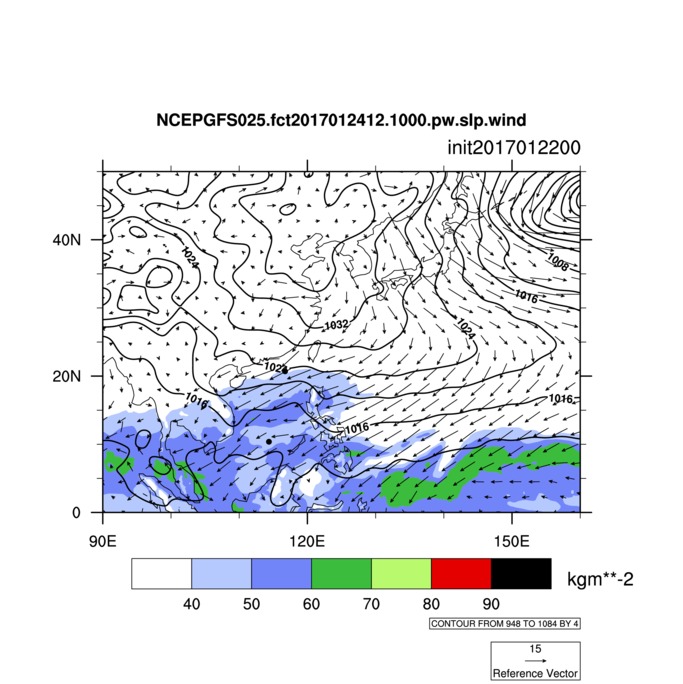 NCEPGFS025.fct2017012412.1000.pw.slp.wind
init2017012200
40N
20N
0
90E 120E 150E
1024
1008
1016
1032
1024
1016
1016
1016
40 50 60 70 80 90
kgm**-2
CONTOUR FROM 948 TO 1084 BY 4
15
Reference Vector